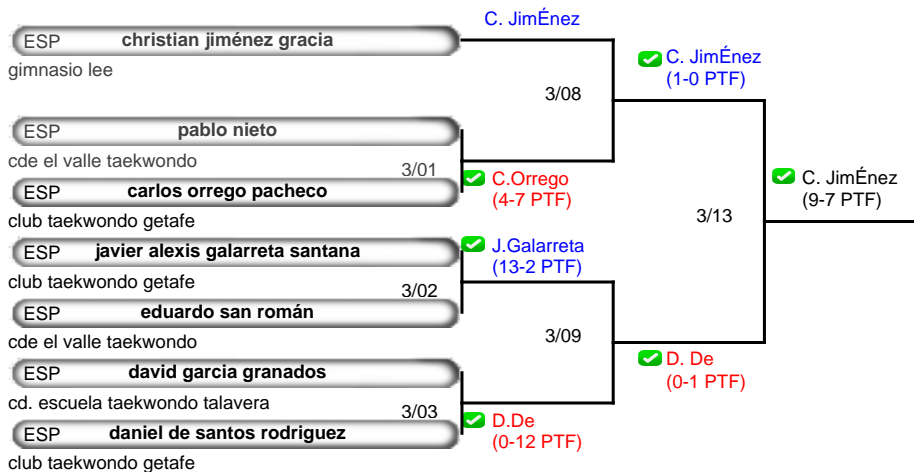 C. JimÉnez
ESP christian jiménez gracia
gimnasio lee
C. JimÉnez
(1-0 PTF)
3/08
ESP pablo nieto
cde el valle taekwondo
3/01
ESP carlos orrego pacheco
club taekwondo getafe
C.Orrego
(4-7 PTF)
C. JimÉnez
(9-7 PTF)
3/13
ESP javier alexis galarreta santana
club taekwondo getafe
J.Galarreta
(13-2 PTF)
3/02
ESP eduardo san román
cde el valle taekwondo
3/09
D. De
(0-1 PTF)
ESP david garcia granados
cd. escuela taekwondo talavera
3/03
ESP daniel de santos rodriguez
club taekwondo getafe
D.De
(0-12 PTF)